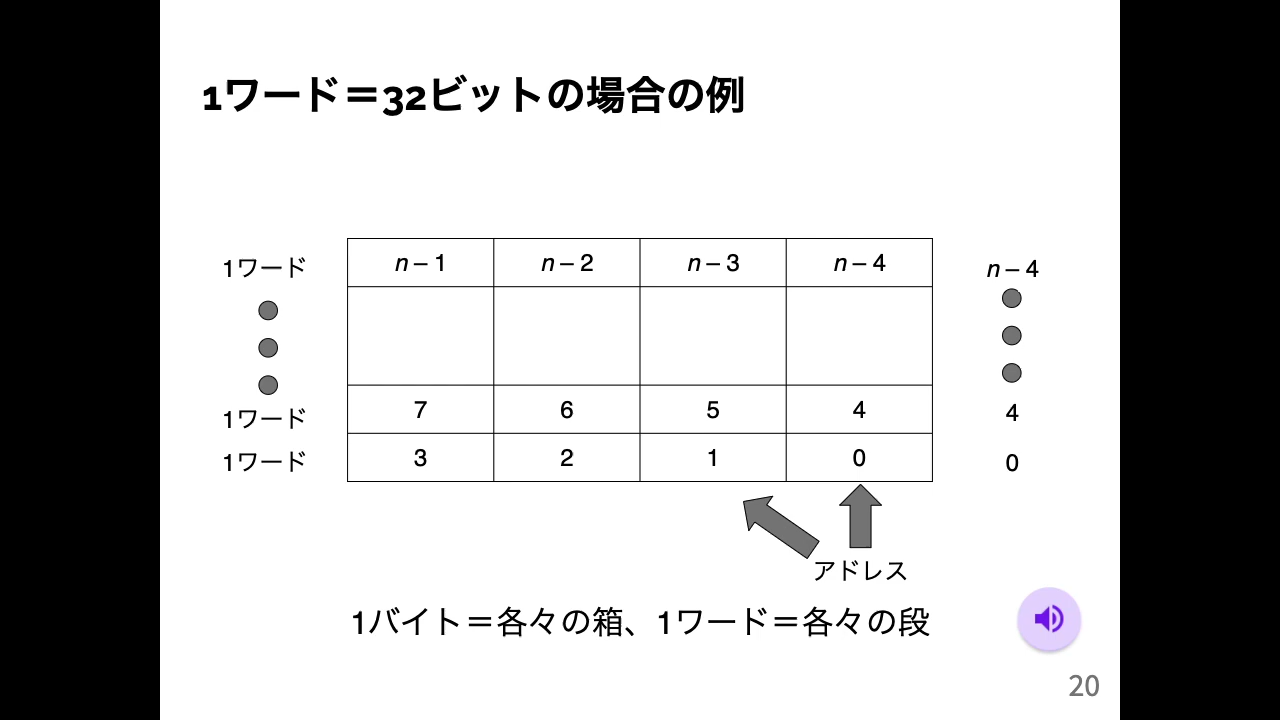 1ワード＝32ビットの場合の例
1ワード n – 1 n – 2 n – 3 n – 4 n – 4
1ワード 7 6 5 4 4
1ワード 3 2 1 0 0
アドレス
1バイト＝各々の箱、1ワード＝各々の段
20